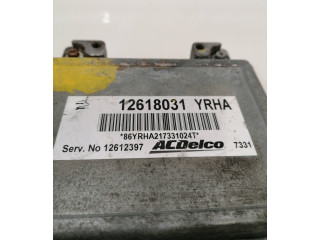 12618031 YRHA
*86YRHA217331024T*
Serv. No 12612397 ACDelco 7331